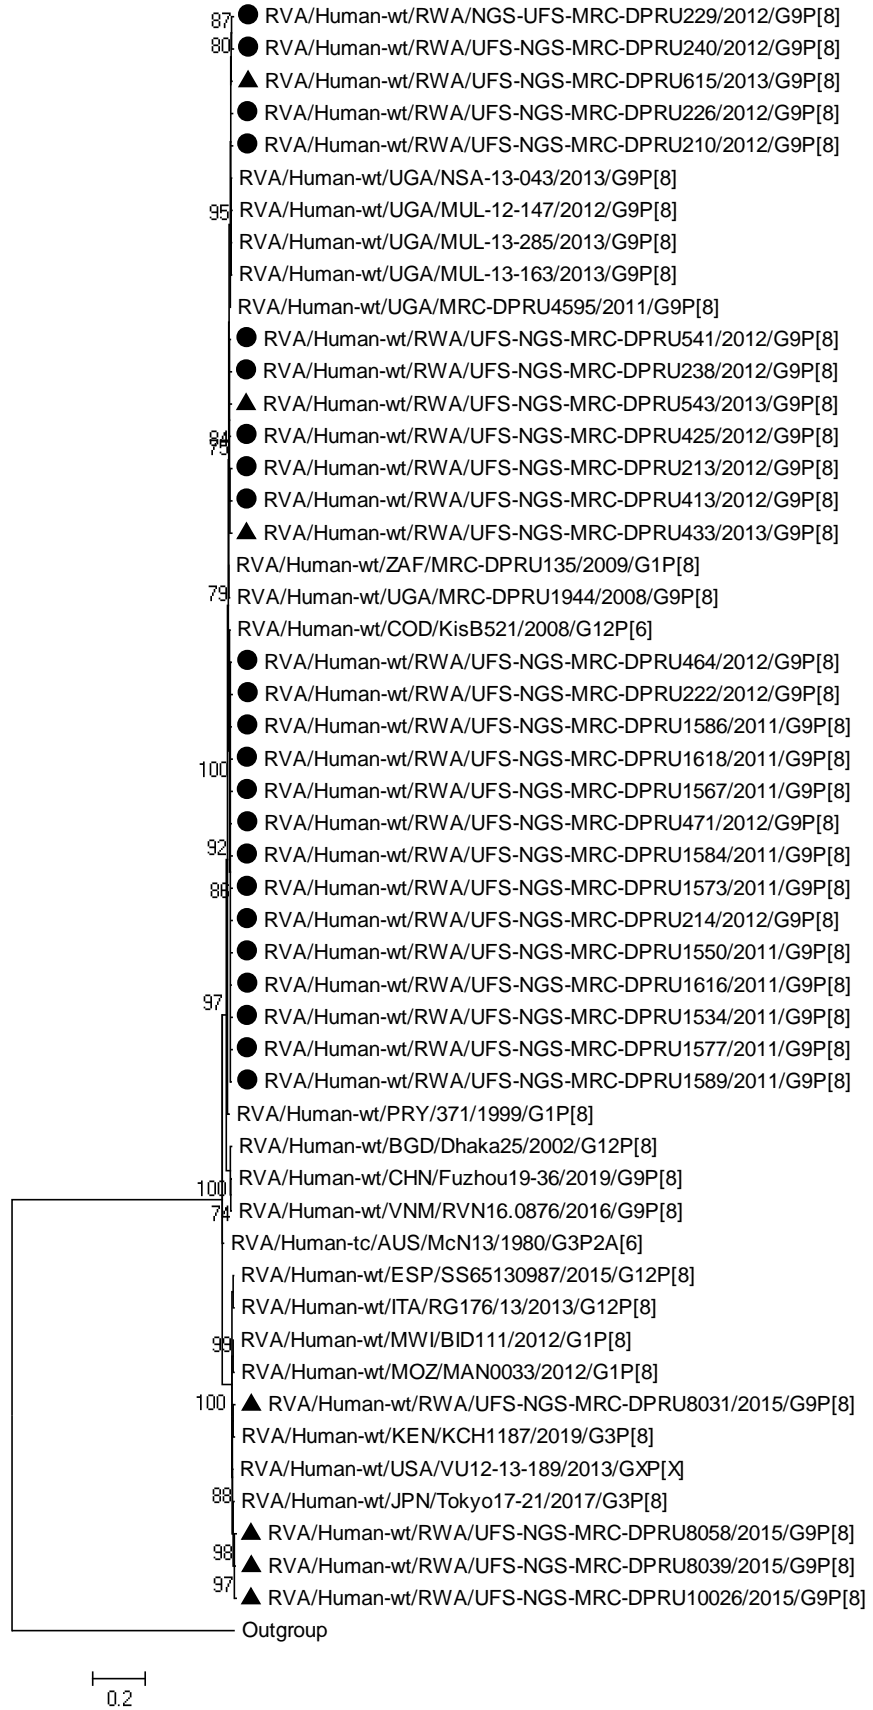 87 RVA/Human-wt/RWA/NGS-UFS-MRC-DPRU229/2012/G9P[8]
80 RVA/Human-wt/RWA/UFS-NGS-MRC-DPRU240/2012/G9P[8]
RVA/Human-wt/RWA/UFS-NGS-MRC-DPRU615/2013/G9P[8]
RVA/Human-wt/RWA/UFS-NGS-MRC-DPRU226/2012/G9P[8]
RVA/Human-wt/RWA/UFS-NGS-MRC-DPRU210/2012/G9P[8]
RVA/Human-wt/UGA/NSA-13-043/2013/G9P[8]
95 RVA/Human-wt/UGA/MUL-12-147/2012/G9P[8]
RVA/Human-wt/UGA/MUL-13-285/2013/G9P[8]
RVA/Human-wt/UGA/MUL-13-163/2013/G9P[8]
RVA/Human-wt/UGA/MRC-DPRU4595/2011/G9P[8]
RVA/Human-wt/RWA/UFS-NGS-MRC-DPRU541/2012/G9P[8]
RVA/Human-wt/RWA/UFS-NGS-MRC-DPRU238/2012/G9P[8]
RVA/Human-wt/RWA/UFS-NGS-MRC-DPRU543/2013/G9P[8]
84 RVA/Human-wt/RWA/UFS-NGS-MRC-DPRU425/2012/G9P[8]
75
RVA/Human-wt/RWA/UFS-NGS-MRC-DPRU213/2012/G9P[8]
RVA/Human-wt/RWA/UFS-NGS-MRC-DPRU413/2012/G9P[8]
RVA/Human-wt/RWA/UFS-NGS-MRC-DPRU433/2013/G9P[8]
RVA/Human-wt/ZAF/MRC-DPRU135/2009/G1P[8]
79 RVA/Human-wt/UGA/MRC-DPRU1944/2008/G9P[8]
RVA/Human-wt/COD/KisB521/2008/G12P[6]
RVA/Human-wt/RWA/UFS-NGS-MRC-DPRU464/2012/G9P[8]
RVA/Human-wt/RWA/UFS-NGS-MRC-DPRU222/2012/G9P[8]
RVA/Human-wt/RWA/UFS-NGS-MRC-DPRU1586/2011/G9P[8]
100 RVA/Human-wt/RWA/UFS-NGS-MRC-DPRU1618/2011/G9P[8]
RVA/Human-wt/RWA/UFS-NGS-MRC-DPRU1567/2011/G9P[8]
RVA/Human-wt/RWA/UFS-NGS-MRC-DPRU471/2012/G9P[8]
92 RVA/Human-wt/RWA/UFS-NGS-MRC-DPRU1584/2011/G9P[8]
RVA/Human-wt/RWA/UFS-NGS-MRC-DPRU1573/2011/G9P[8]
RVA/Human-wt/RWA/UFS-NGS-MRC-DPRU214/2012/G9P[8]
RVA/Human-wt/RWA/UFS-NGS-MRC-DPRU1550/2011/G9P[8]
RVA/Human-wt/RWA/UFS-NGS-MRC-DPRU1616/2011/G9P[8]
97 RVA/Human-wt/RWA/UFS-NGS-MRC-DPRU1534/2011/G9P[8]
RVA/Human-wt/RWA/UFS-NGS-MRC-DPRU1577/2011/G9P[8]
RVA/Human-wt/RWA/UFS-NGS-MRC-DPRU1589/2011/G9P[8]
RVA/Human-wt/PRY/371/1999/G1P[8]
RVA/Human-wt/BGD/Dhaka25/2002/G12P[8]
100 RVA/Human-wt/CHN/Fuzhou19-36/2019/G9P[8]
74 RVA/Human-wt/VNM/RVN16.0876/2016/G9P[8]
RVA/Human-tc/AUS/McN13/1980/G3P2A[6]
RVA/Human-wt/ESP/SS65130987/2015/G12P[8]
RVA/Human-wt/ITA/RG176/13/2013/G12P[8]
RVA/Human-wt/MWI/BID111/2012/G1P[8]
RVA/Human-wt/MOZ/MAN0033/2012/G1P[8]
100 RVA/Human-wt/RWA/UFS-NGS-MRC-DPRU8031/2015/G9P[8]
RVA/Human-wt/KEN/KCH1187/2019/G3P[8]
RVA/Human-wt/USA/VU12-13-189/2013/GXP[X]
88 RVA/Human-wt/JPN/Tokyo17-21/2017/G3P[8]
RVA/Human-wt/RWA/UFS-NGS-MRC-DPRU8058/2015/G9P[8]
98 RVA/Human-wt/RWA/UFS-NGS-MRC-DPRU8039/2015/G9P[8]
97 RVA/Human-wt/RWA/UFS-NGS-MRC-DPRU10026/2015/G9P[8]
Outgroup
0.2